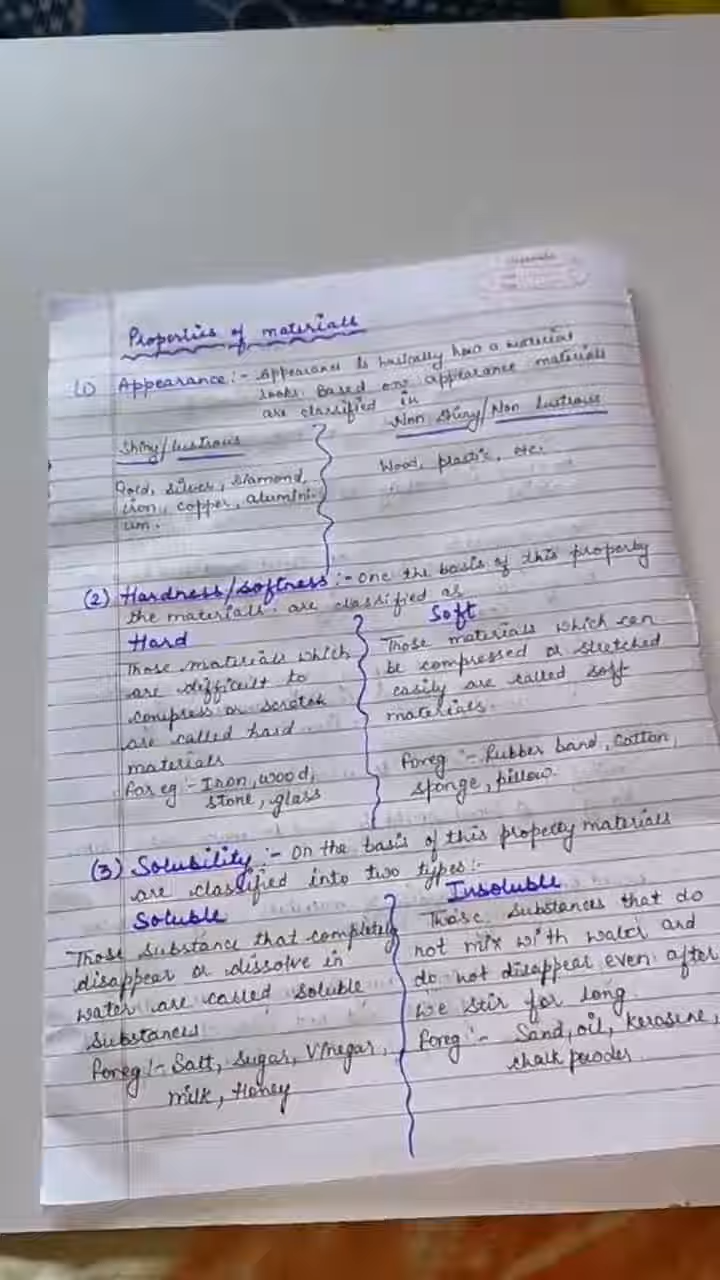 Properties of materials
(1) Appearance :- Appearance is basically how a material
looks. Based one appearance materials
are classified in
Shiny/Lustrous
Gold, silver, Diamond,
iron, copper, alumini-
um.
Non Shiny/Non Lustrous
Wood, plastic, etc.
(2) Hardness/softness :- One the basis of this property
the materials are classified as
Hard
Those materials which
are difficult to
compress or scratch
are called hard
materials
For eg :- Iron, wood,
stone, glass
Soft
Those materials which can
be compressed or stretched
easily are called soft
materials.
Foreg :- Rubber band, Cotton,
sponge, pillow.
(3) Solubility :- On the basis of this property materials
are classified into two types :-
Soluble
Those Substance that completely
disappear or dissolve in
water are called soluble
Substances
Foreg :- Salt, Sugar, Vinegar,
milk, Honey
Insoluble
Those Substances that do
not mix with water and
do not disappear even after
we stir for long.
Foreg :- Sand, oil, Kerosene,
chalk powder.